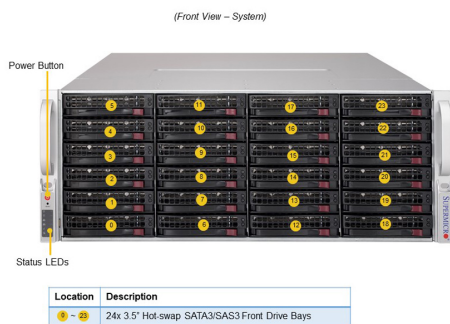 (Front View – System)
Power Button
5 11 17 23
4 10 16 22
3 9 15 21
2 8 14 20
1 7 13 19
0 6 12 18
SUPERMICR
Status LEDs
Location Description
0 ~ 23 24x 3.5" Hot-swap SATA3/SAS3 Front Drive Bays